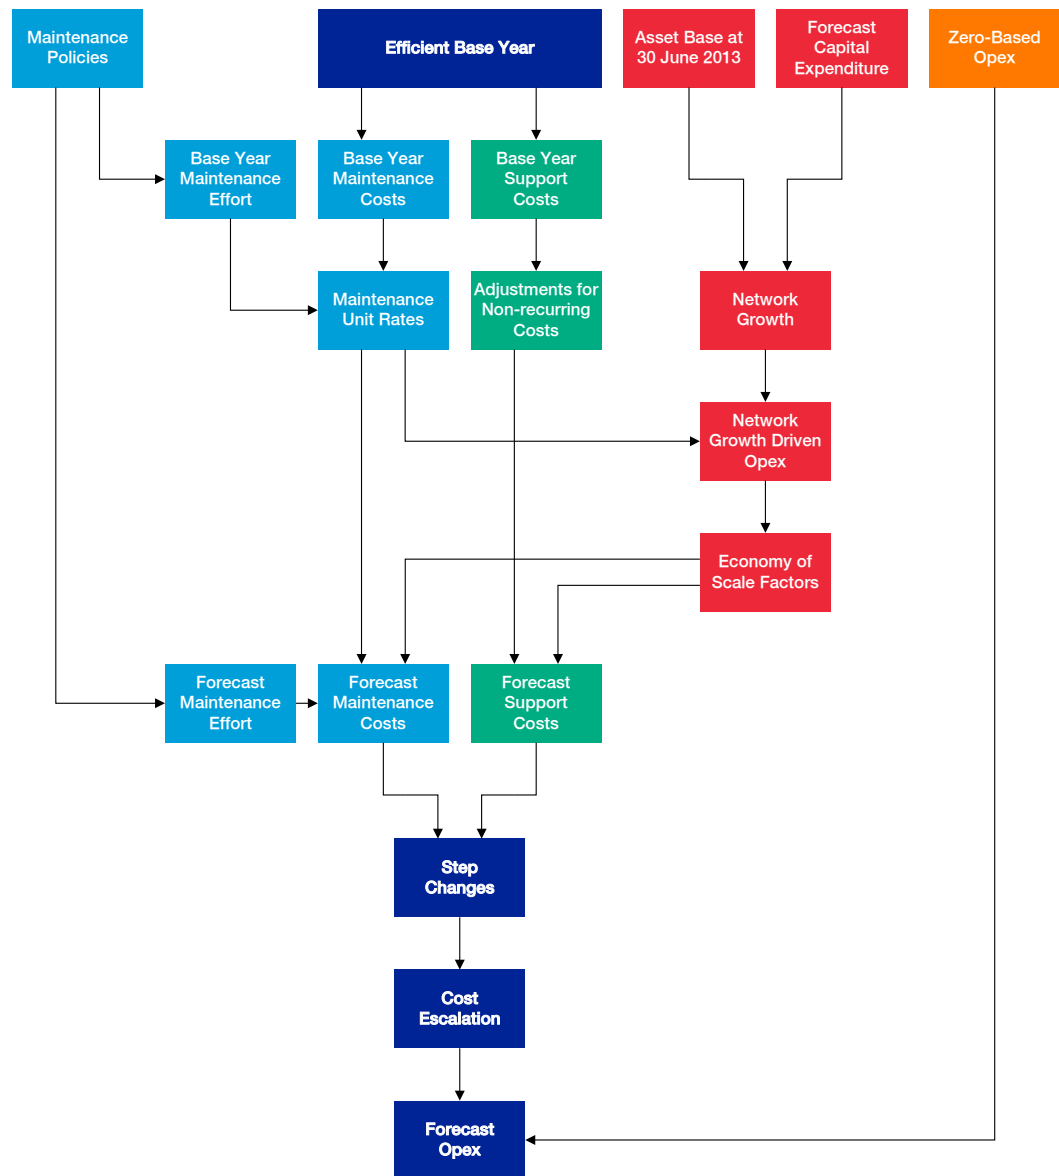 Maintenance
Policies
Efficient Base Year
Asset Base at
30 June 2013
Forecast
Capital
Expenditure
Zero-Based
Opex
Base Year
Maintenance
Effort
Base Year
Maintenance
Costs
Base Year
Support
Costs
Maintenance
Unit Rates
Adjustments for
Non-recurring
Costs
Network
Growth
Network
Growth Driven
Opex
Economy of
Scale Factors
Forecast
Maintenance
Effort
Forecast
Maintenance
Costs
Forecast
Support
Costs
Step
Changes
Cost
Escalation
Forecast
Opex